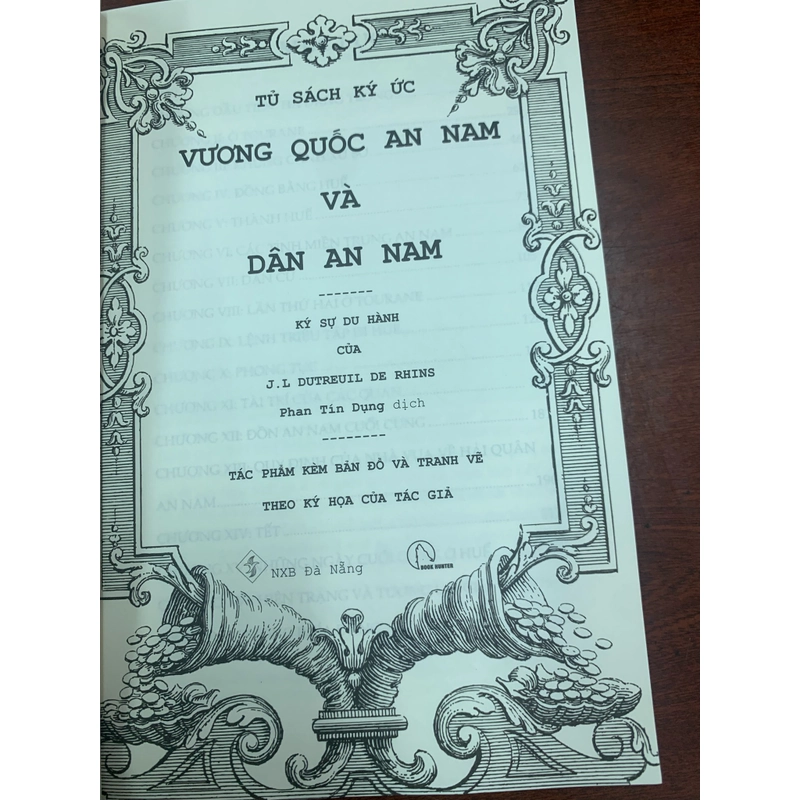 TỦ SÁCH KÝ ỨC
VƯƠNG QUỐC AN NAM
VÀ
DÂN AN NAM
-------
KÝ SỰ DU HÀNH
CỦA
J.L DUTREUIL DE RHINS
Phan Tín Dụng dịch
--------
TÁC PHẨM KÈM BẢN ĐỒ VÀ TRANH VẼ
THEO KÝ HỌA CỦA TÁC GIẢ
NXB Đà Nẵng
BOOK HUNTER